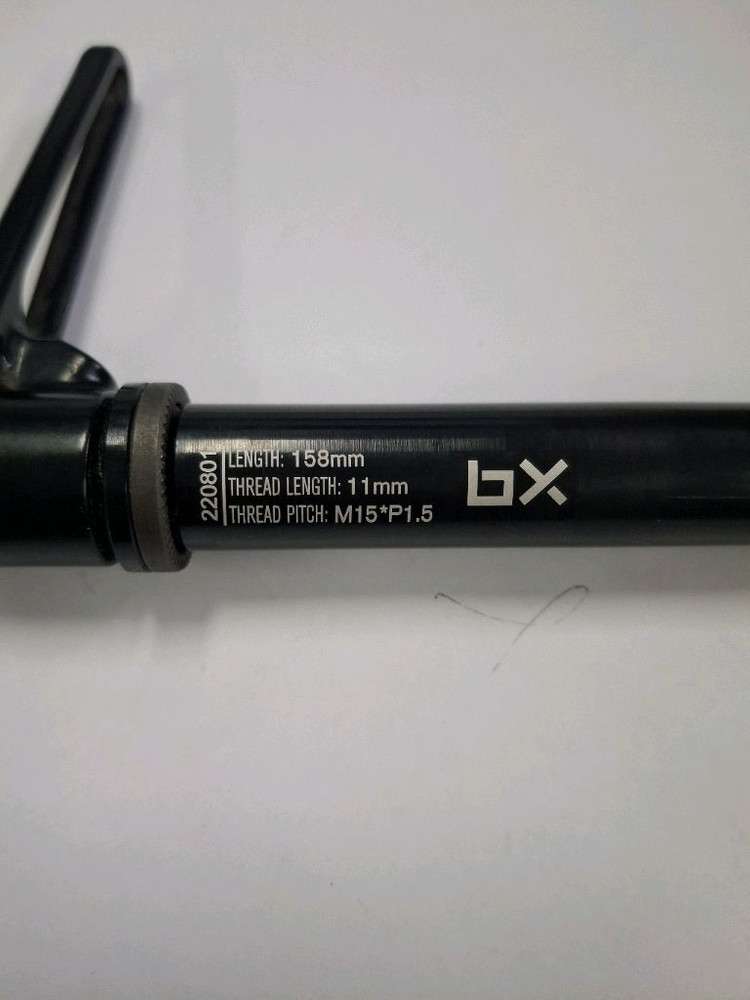 220801
LENGTH: 158mm
THREAD LENGTH: 11mm
THREAD PITCH: M15*P1.5
bx